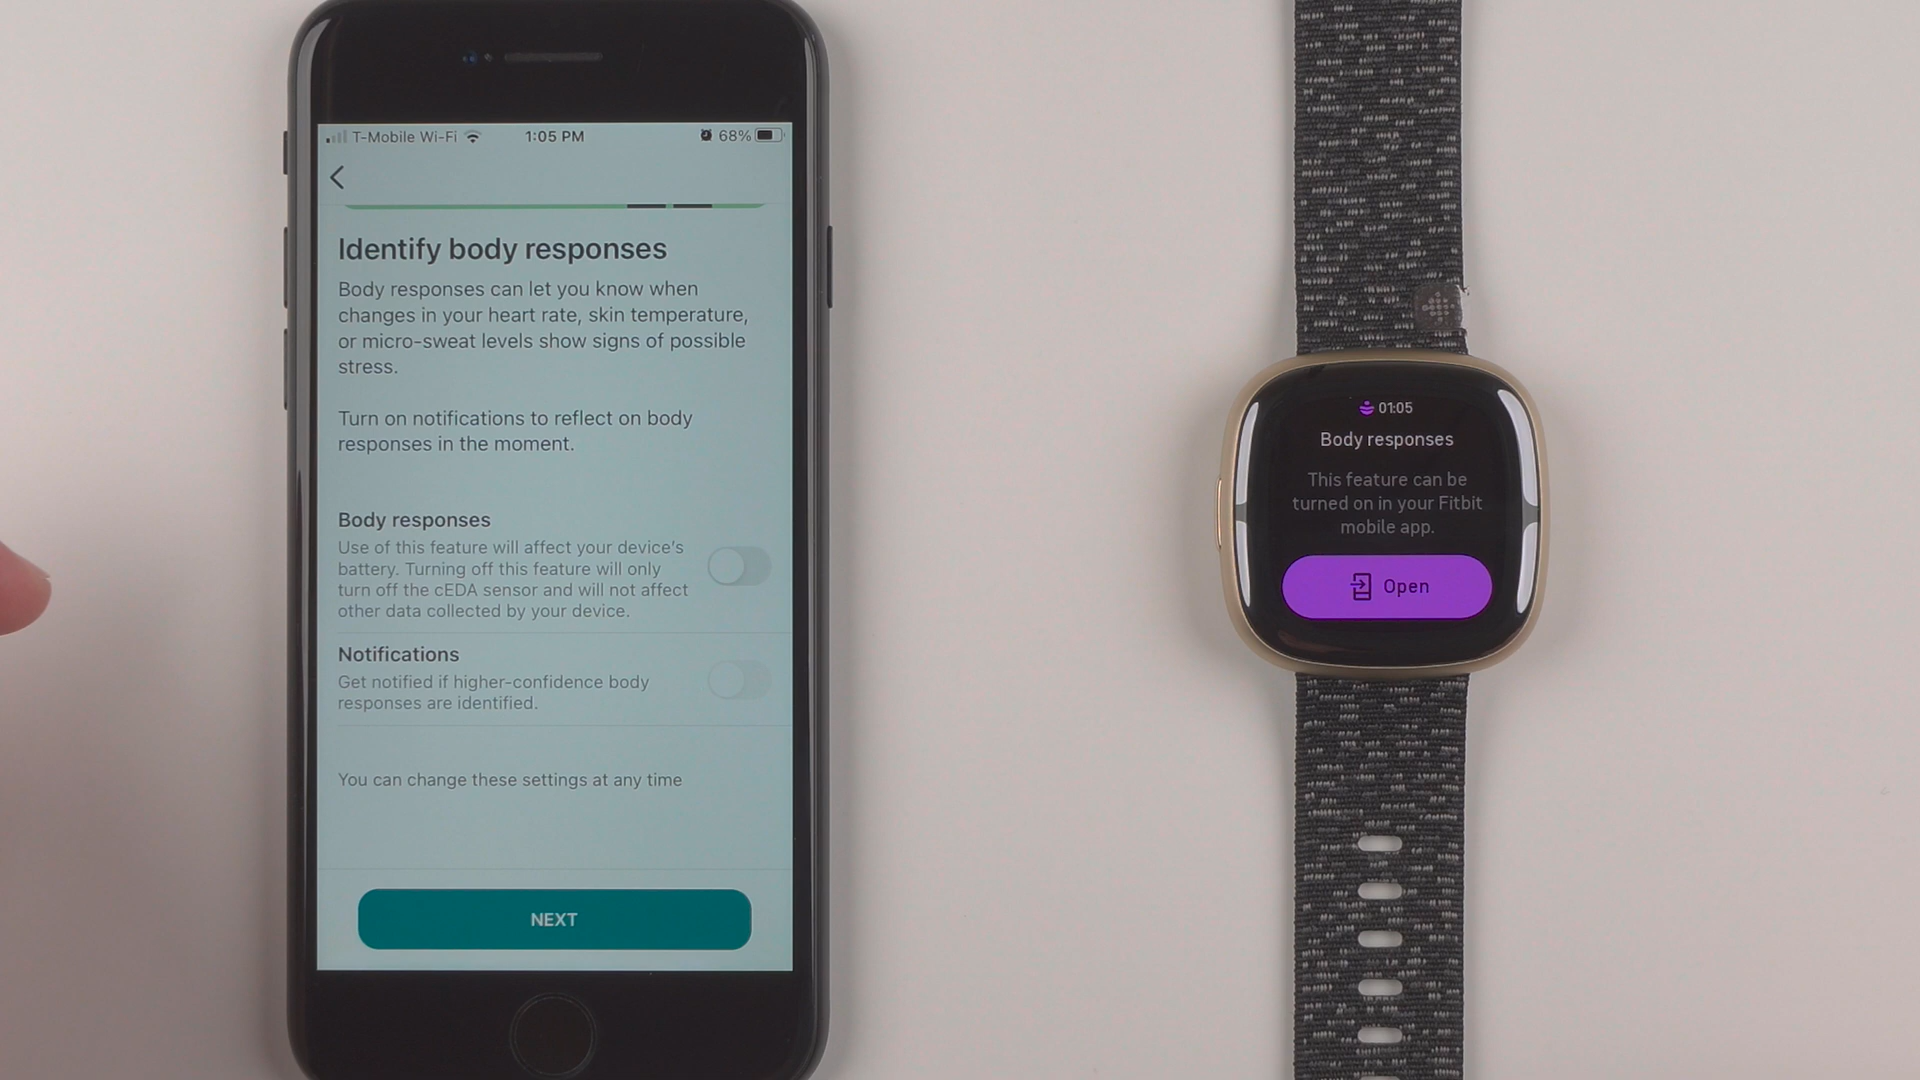 T-Mobile Wi-Fi 1:05 PM 68%
Identify body responses
Body responses can let you know when
changes in your heart rate, skin temperature,
or micro-sweat levels show signs of possible
stress.
Turn on notifications to reflect on body
responses in the moment.
Body responses
Use of this feature will affect your device's
battery. Turning off this feature will only
turn off the cEDA sensor and will not affect
other data collected by your device.
Notifications
Get notified if higher-confidence body
responses are identified.
You can change these settings at any time
NEXT
01:05
Body responses
This feature can be
turned on in your Fitbit
mobile app.
Open